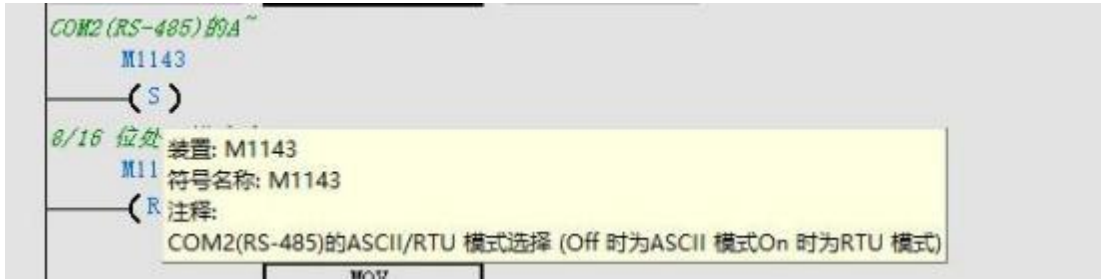 COM2(RS-485)的A~
M1143
(S)
8/16 位处
装置: M1143
M11
符号名称: M1143
(R
注释:
COM2(RS-485)的ASCII/RTU 模式选择 (Off 时为ASCII 模式On 时为RTU 模式)
MOV